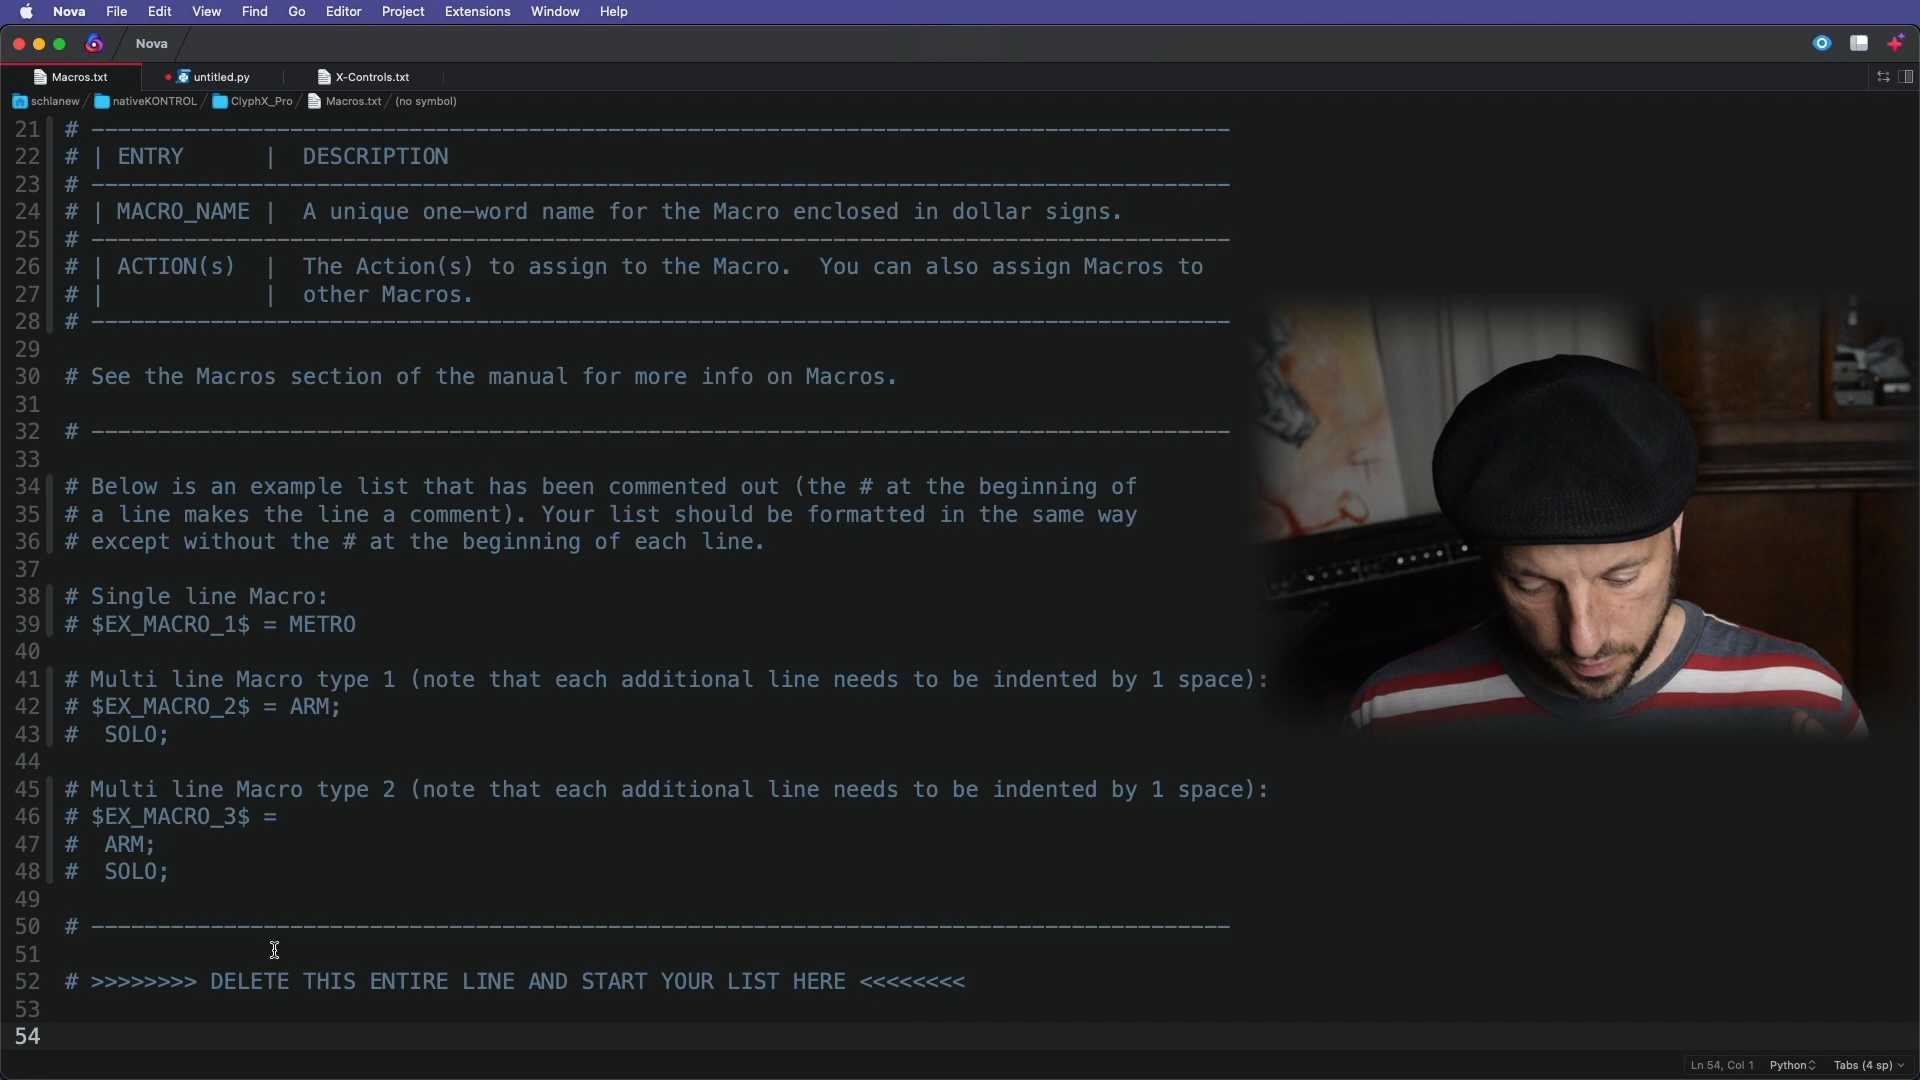 Nova File Edit View Find Go Editor Project Extensions Window Help
Nova
Macros.txt untitled.py X-Controls.txt
schlanew nativeKONTROL ClyphX_Pro Macros.txt (no symbol)
21 # --------------------------------------------------------------------------------------
22 # | ENTRY | DESCRIPTION
23 # --------------------------------------------------------------------------------------
24 # | MACRO_NAME | A unique one-word name for the Macro enclosed in dollar signs.
25 # --------------------------------------------------------------------------------------
26 # | ACTION(s) | The Action(s) to assign to the Macro. You can also assign Macros to
27 # | | other Macros.
28 # --------------------------------------------------------------------------------------
29
30 # See the Macros section of the manual for more info on Macros.
31
32 # --------------------------------------------------------------------------------------
33
34 # Below is an example list that has been commented out (the # at the beginning of
35 # a line makes the line a comment). Your list should be formatted in the same way
36 # except without the # at the beginning of each line.
37
38 # Single line Macro:
39 # $EX_MACRO_1$ = METRO
40
41 # Multi line Macro type 1 (note that each additional line needs to be indented by 1 space):
42 # $EX_MACRO_2$ = ARM;
43 #  SOLO;
44
45 # Multi line Macro type 2 (note that each additional line needs to be indented by 1 space):
46 # $EX_MACRO_3$ =
47 #  ARM;
48 #  SOLO;
49
50 # --------------------------------------------------------------------------------------
51
52 # >>>>>>>> DELETE THIS ENTIRE LINE AND START YOUR LIST HERE <<<<<<<<
53
54
Ln 54, Col 1 Python Tabs (4 sp)